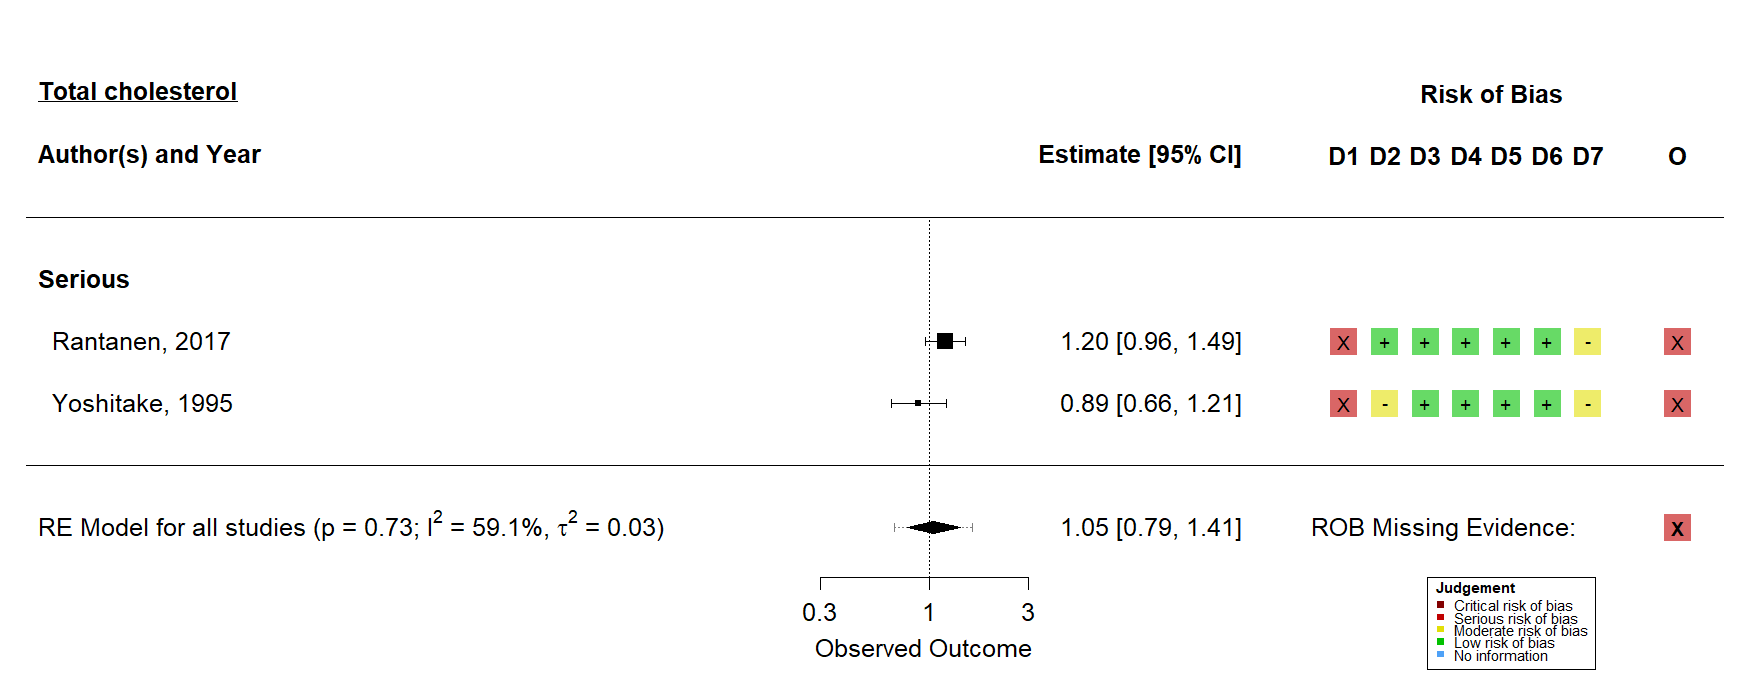 Total cholesterol
Risk of Bias
Author(s) and Year Estimate [95% CI] D1 D2 D3 D4 D5 D6 D7 O
Serious
Rantanen, 2017 1.20 [0.96, 1.49] X + + + + + - X
Yoshitake, 1995 0.89 [0.66, 1.21] X - + + + + - X
RE Model for all studies (p = 0.73; I² = 59.1%, τ² = 0.03) 1.05 [0.79, 1.41] ROB Missing Evidence: X
0.3 1 3
Observed Outcome
Judgement
Critical risk of bias
Serious risk of bias
Moderate risk of bias
Low risk of bias
No information